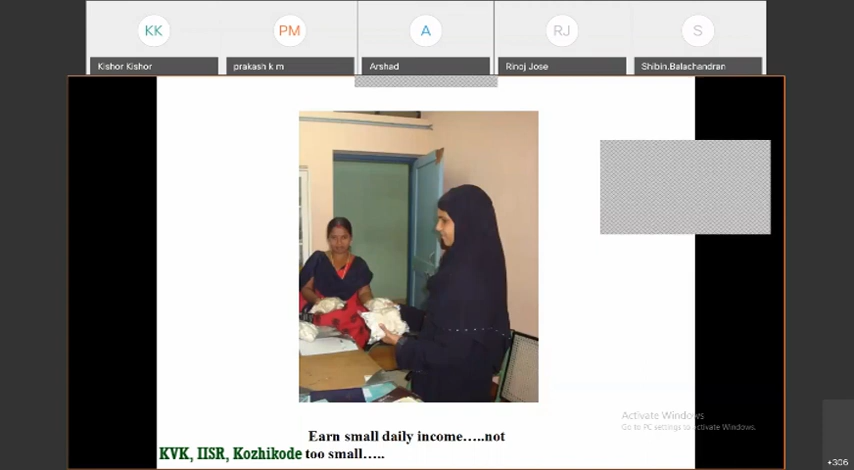 KK
PM
A
RJ
S
Kishor Kishor
prakash k m
Arshad
Rinoj Jose
Shibin.Balachandran
Earn small daily income…..not
too small…..
KVK, IISR, Kozhikode
Activate Windows
Go to PC settings to activate Windows.
+306